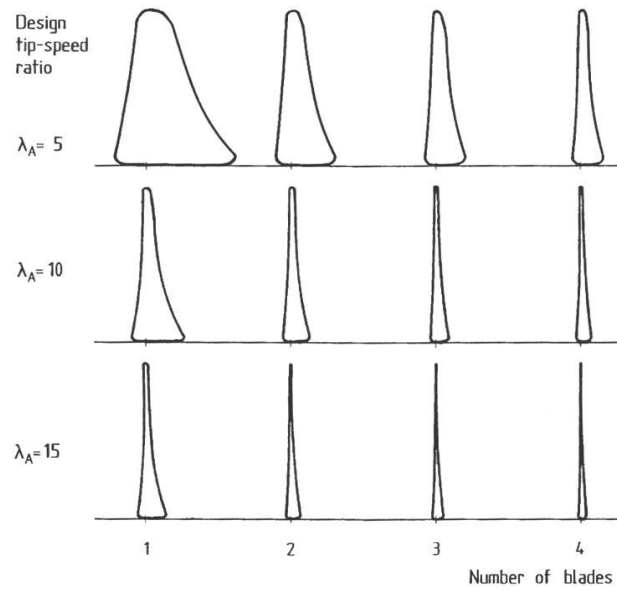 Design
tip-speed
ratio
λA= 5
λA= 10
λA= 15
1 2 3 4
Number of blades